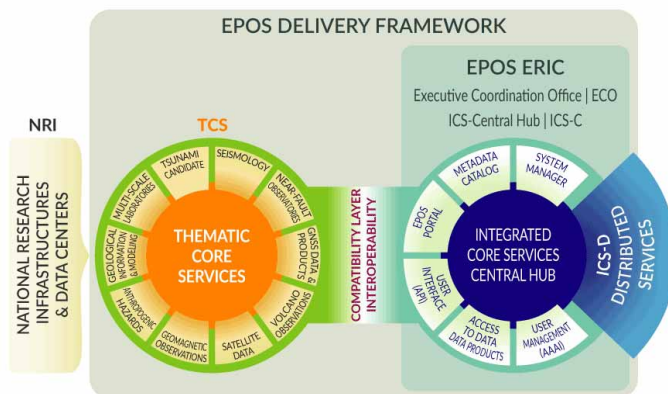 EPOS DELIVERY FRAMEWORK
EPOS ERIC
Executive Coordination Office | ECO
ICS-Central Hub | ICS-C
NRI
NATIONAL RESEARCH
INFRASTRUCTURES
& DATA CENTERS
TCS
THEMATIC
CORE
SERVICES
TSUNAMI
CANDIDATE
SEISMOLOGY
NEAR-FAULT
OBSERVATORIES
GNSS DATA &
PRODUCTS
VOLCANO
OBSERVATIONS
SATELLITE
DATA
GEOMAGNETIC
OBSERVATIONS
ANTHROPOGENIC
HAZARDS
GEOLOGICAL
INFORMATION
& MODELING
MULTI-SCALE
LABORATORIES
COMPATIBILITY LAYER
INTEROPERABILITY
INTEGRATED
CORE SERVICES
CENTRAL HUB
METADATA
CATALOG
SYSTEM
MANAGER
USER
MANAGEMENT
(AAAI)
ACCESS
TO DATA
DATA PRODUCTS
USER
INTERFACE
(API)
EPOS
PORTAL
ICS-D
DISTRIBUTED
SERVICES